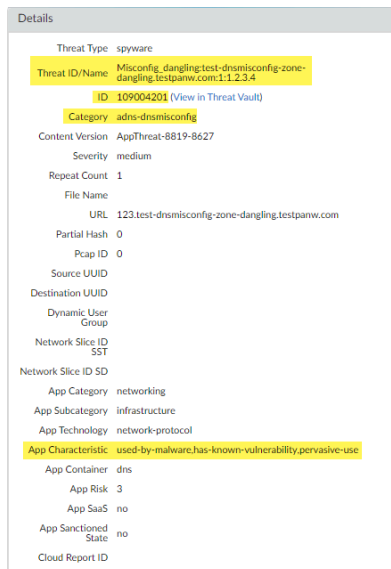 Details
Threat Type spyware
Threat ID/Name Misconfig_dangling:test-dnsmisconfig-zone-
dangling.testpanw.com:1:1.2.3.4
ID 109004201 (View in Threat Vault)
Category adns-dnsmisconfig
Content Version AppThreat-8819-8627
Severity medium
Repeat Count 1
File Name
URL 123.test-dnsmisconfig-zone-dangling.testpanw.com
Partial Hash 0
Pcap ID 0
Source UUID
Destination UUID
Dynamic User
Group
Network Slice ID
SST
Network Slice ID SD
App Category networking
App Subcategory infrastructure
App Technology network-protocol
App Characteristic used-by-malware,has-known-vulnerability,pervasive-use
App Container dns
App Risk 3
App SaaS no
App Sanctioned
State no
Cloud Report ID